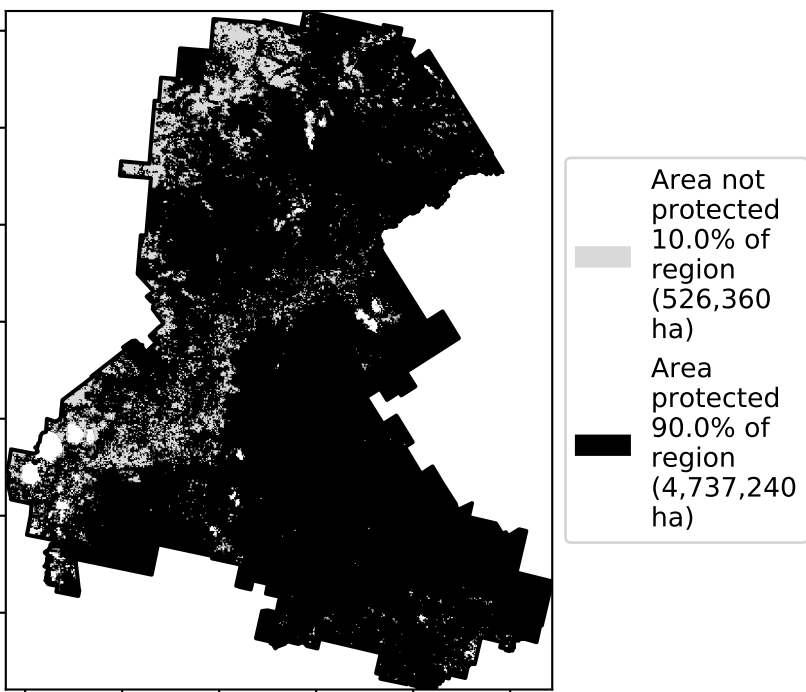 Area not
protected
10.0% of
region
(526,360
ha)
Area
protected
90.0% of
region
(4,737,240
ha)